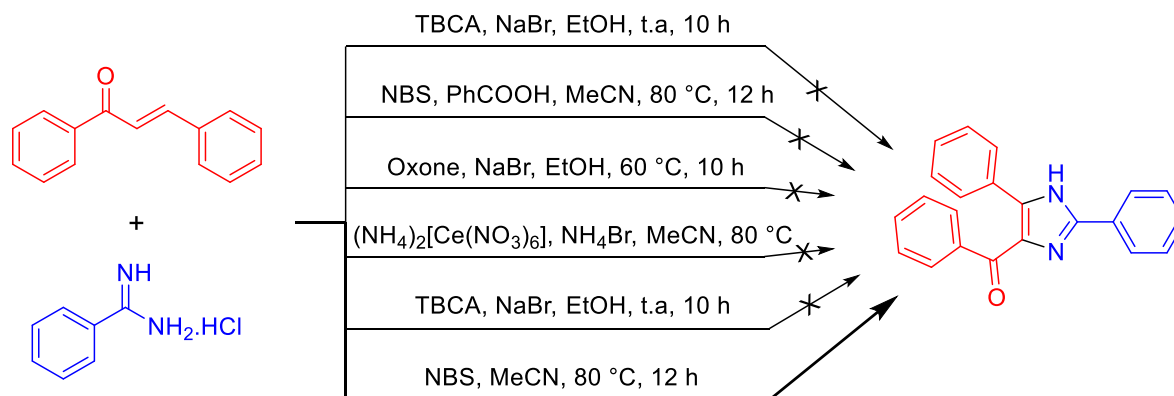 TBCA, NaBr, EtOH, t.a, 10 h
NBS, PhCOOH, MeCN, 80 °C, 12 h
Oxone, NaBr, EtOH, 60 °C, 10 h
(NH4)2[Ce(NO3)6], NH4Br, MeCN, 80 °C
TBCA, NaBr, EtOH, t.a, 10 h
NBS, MeCN, 80 °C, 12 h
O
+
NH
NH2.HCl
H
N
N
O